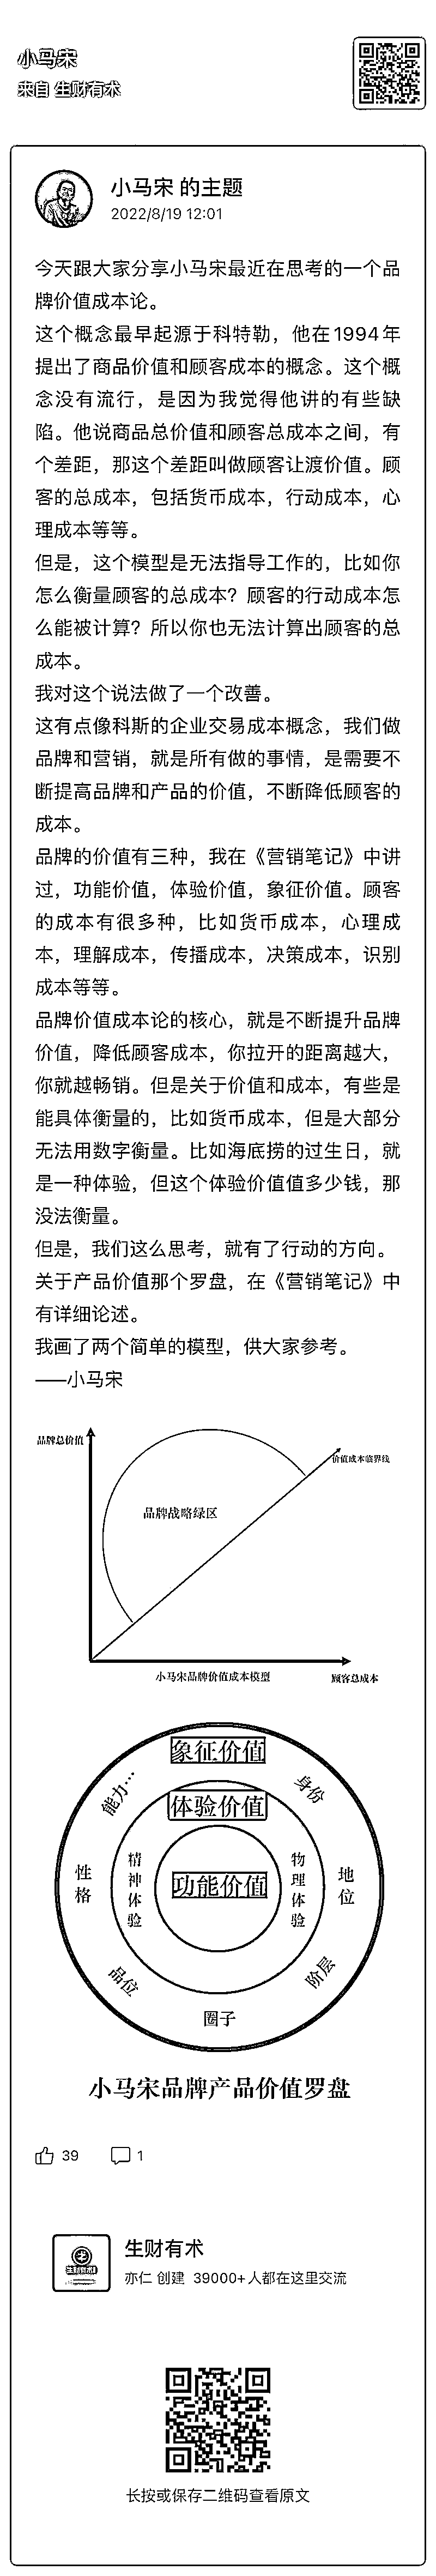 小马宋
来自 生财有术
小马宋 的主题
2022/8/19 12:01
今天跟大家分享小马宋最近在思考的一个品
牌价值成本论。
这个概念最早起源于科特勒，他在1994年
提出了商品价值和顾客成本的概念。这个概
念没有流行，是因为我觉得他讲的有些缺
陷。他说商品总价值和顾客总成本之间，有
个差距，那这个差距叫做顾客让渡价值。顾
客的总成本，包括货币成本，行动成本，心
理成本等等。
但是，这个模型是无法指导工作的，比如你
怎么衡量顾客的总成本？顾客的行动成本怎
么能被计算？所以你也无法计算出顾客的总
成本。
我对这个说法做了一个改善。
这有点像科斯的企业交易成本概念，我们做
品牌和营销，就是所有做的事情，是需要不
断提高品牌和产品的价值，不断降低顾客的
成本。
品牌的价值有三种，我在《营销笔记》中讲
过，功能价值，体验价值，象征价值。顾客
的成本有很多种，比如货币成本，心理成
本，理解成本，传播成本，决策成本，识别
成本等等。
品牌价值成本论的核心，就是不断提升品牌
价值，降低顾客成本，你拉开的距离越大，
你就越畅销。但是关于价值和成本，有些是
能具体衡量的，比如货币成本，但是大部分
无法用数字衡量。比如海底捞的过生日，就
是一种体验，但这个体验价值值多少钱，那
没法衡量。
但是，我们这么思考，就有了行动的方向。
关于产品价值那个罗盘，在《营销笔记》中
有详细论述。
我画了两个简单的模型，供大家参考。
——小马宋
品牌总价值
价值成本临界线
品牌战略绿区
小马宋品牌价值成本模型
顾客总成本
象征价值
能力…
身份
体验价值
精神体验
物理体验
功能价值
性格
地位
品位
阶层
圈子
小马宋品牌产品价值罗盘
39
1
生财有术
亦仁 创建 39000+人都在这里交流
长按或保存二维码查看原文